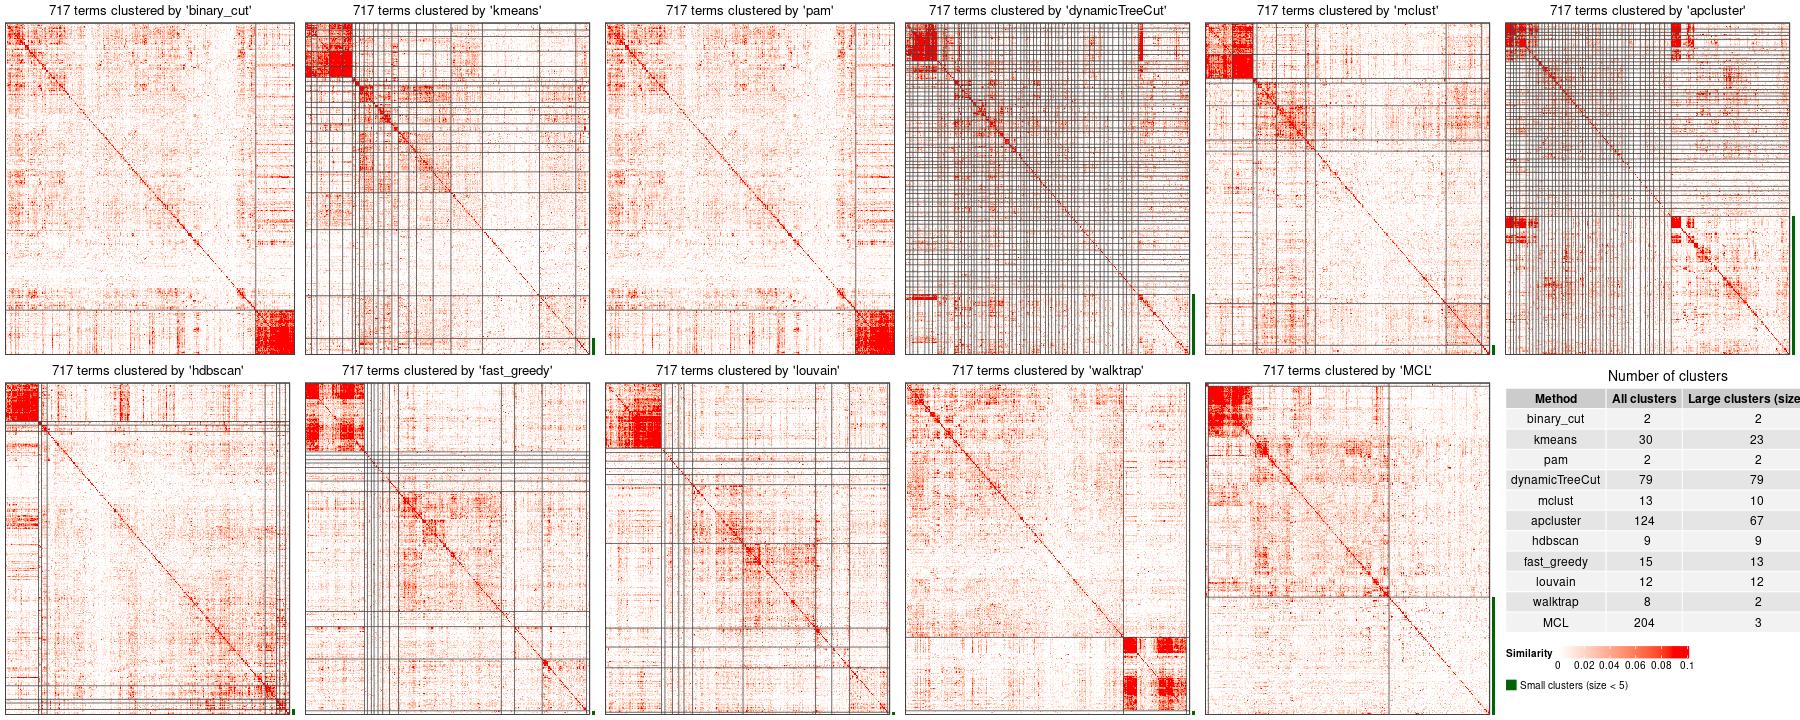 717 terms clustered by 'binary_cut'
717 terms clustered by 'kmeans'
717 terms clustered by 'pam'
717 terms clustered by 'dynamicTreeCut'
717 terms clustered by 'mclust'
717 terms clustered by 'apcluster'
717 terms clustered by 'hdbscan'
717 terms clustered by 'fast_greedy'
717 terms clustered by 'louvain'
717 terms clustered by 'walktrap'
717 terms clustered by 'MCL'
Number of clusters
Method All clusters Large clusters (size
binary_cut 2 2
kmeans 30 23
pam 2 2
dynamicTreeCut 79 79
mclust 13 10
apcluster 124 67
hdbscan 9 9
fast_greedy 15 13
louvain 12 12
walktrap 8 2
MCL 204 3
Similarity
0 0.02 0.04 0.06 0.08 0.1
Small clusters (size < 5)